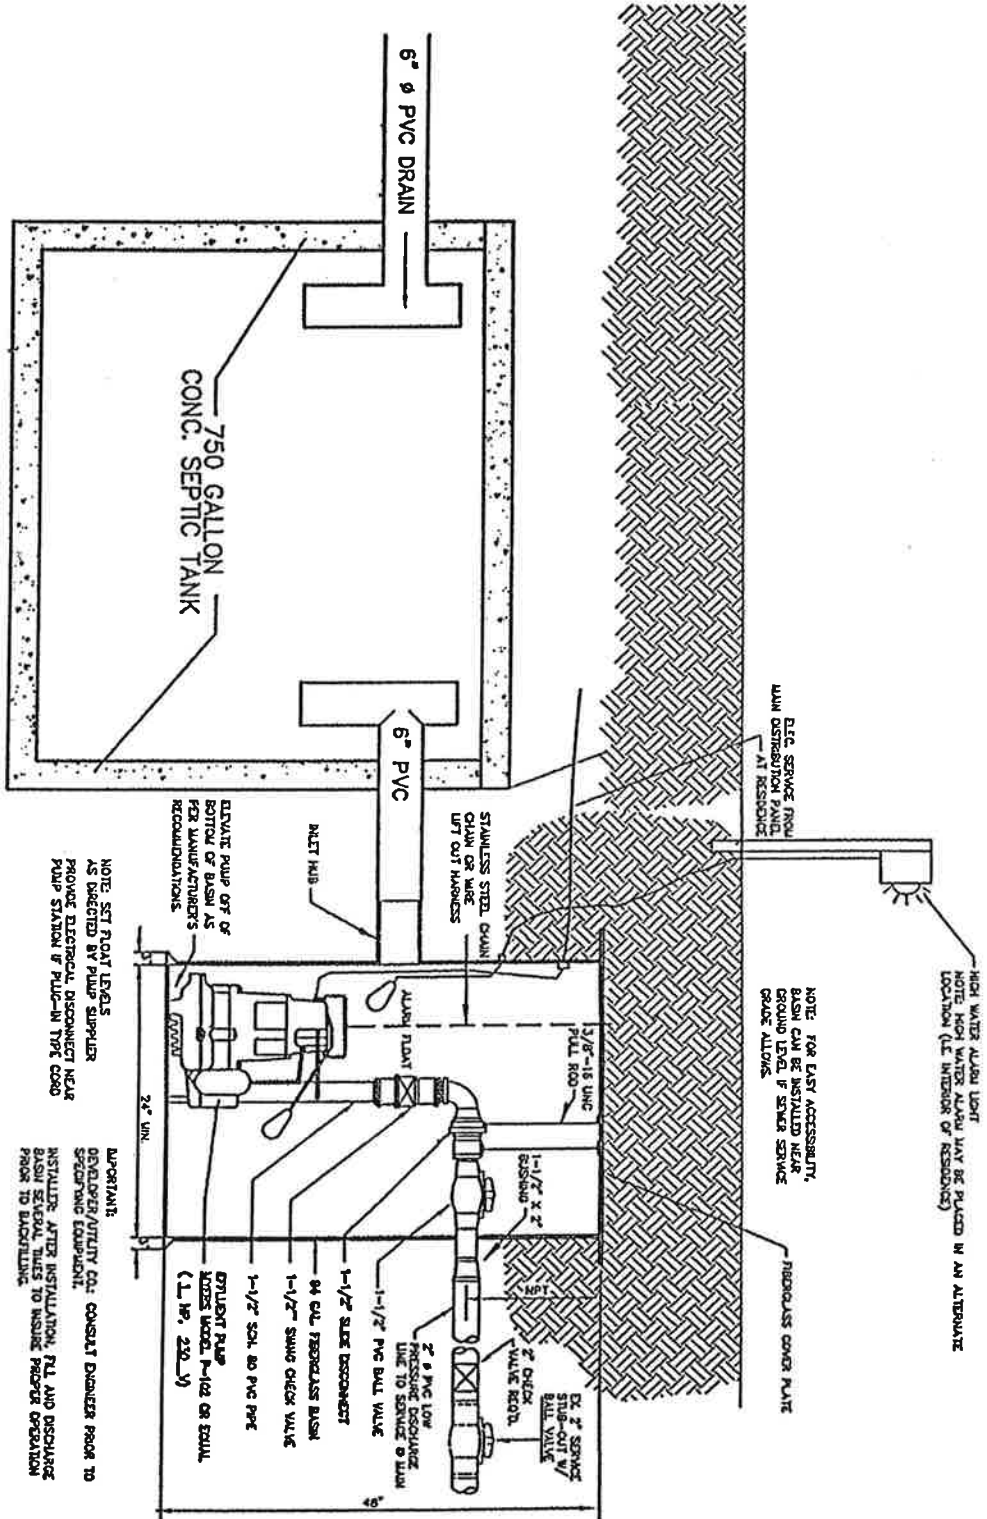 HIGH WATER ALARM LIGHT
NOTE: HIGH WATER ALARM MAY BE PLACED IN AN ALTERNATE
LOCATION (I.E. INTERIOR OF RESIDENCE)
ELEC. SERVICE FROM
MAIN DISTRIBUTION PANEL
AT RESIDENCE
NOTE: FOR EASY ACCESSIBILITY,
BASIN CAN BE INSTALLED NEAR
GROUND LEVEL IF SEWER SERVICE
GRADE ALLOWS.
FIBERGLASS COVER PLATE
6" ø PVC DRAIN
750 GALLON
CONC. SEPTIC TANK
6" PVC
STAINLESS STEEL CHAIN
CHAIN OR WIRE
LIFT OUT HARNESS
INLET HUB
ELEVATE PUMP OFF OF
BOTTOM OF BASIN AS
PER MANUFACTURER'S
RECOMMENDATIONS.
3/8"-16 UNC
PULL ROD
ALARM FLOAT
1-1/2" X 2"
BUSHING
NPT
2" CHECK
VALVE REQ'D.
EX. 2" SERVICE
STUB-OUT W/
BALL VALVE
2" ø PVC LOW
PRESSURE DISCHARGE
LINE TO SERVICE @ MAIN
1-1/2" PVC BALL VALVE
1-1/2" SLIDE DISCONNECT
94 GAL FIBERGLASS BASIN
1-1/2" SWING CHECK VALVE
1-1/2" SCH. 80 PVC PIPE
EFFLUENT PUMP
MYERS MODEL P-102 OR EQUAL
( 1 HP, 230 V)
24" MIN.
48"
NOTE: SET FLOAT LEVELS
AS DIRECTED BY PUMP SUPPLIER
PROVIDE ELECTRICAL DISCONNECT NEAR
PUMP STATION IF PLUG-IN TYPE CORD
IMPORTANT:
DEVELOPER/UTILITY CO.: CONSULT ENGINEER PRIOR TO
SPECIFYING EQUIPMENT.
INSTALLER: AFTER INSTALLATION, FILL AND DISCHARGE
BASIN SEVERAL TIMES TO INSURE PROPER OPERATION
PRIOR TO BACKFILLING.